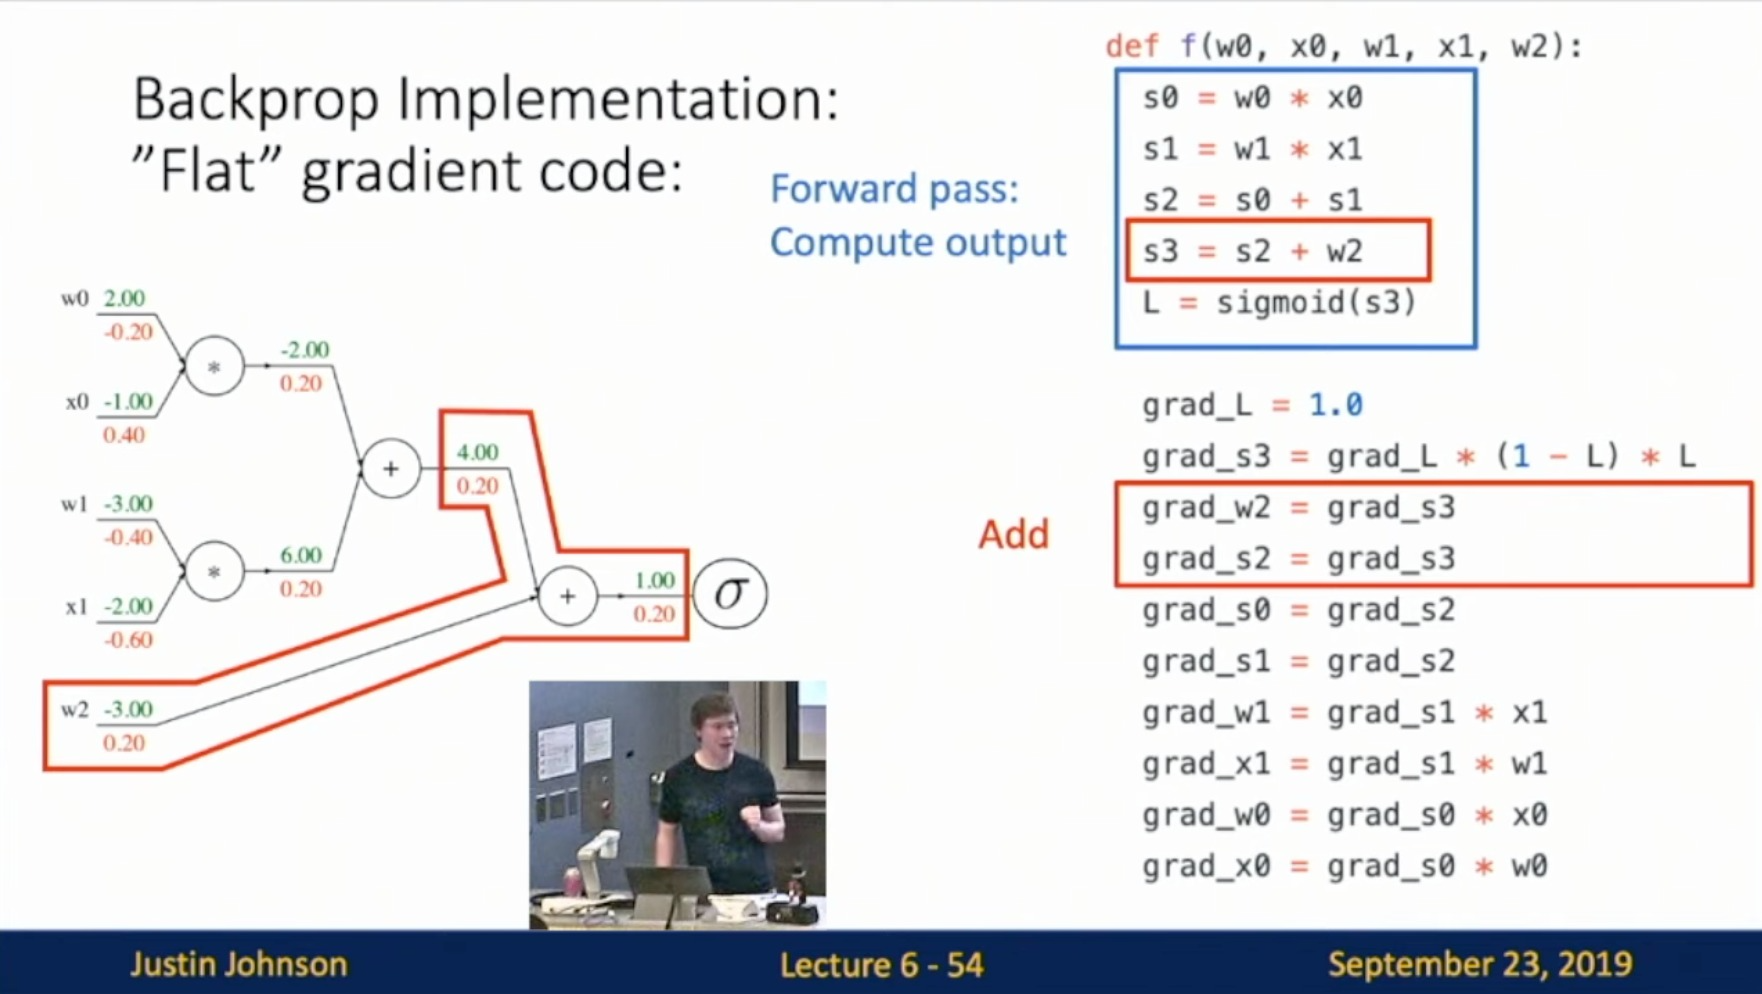 Backprop Implementation:
”Flat” gradient code:
Forward pass:
Compute output
def f(w0, x0, w1, x1, w2):
s0 = w0 * x0
s1 = w1 * x1
s2 = s0 + s1
s3 = s2 + w2
L = sigmoid(s3)
grad_L = 1.0
grad_s3 = grad_L * (1 - L) * L
Add
grad_w2 = grad_s3
grad_s2 = grad_s3
grad_s0 = grad_s2
grad_s1 = grad_s2
grad_w1 = grad_s1 * x1
grad_x1 = grad_s1 * w1
grad_w0 = grad_s0 * x0
grad_x0 = grad_s0 * w0
w0 2.00
-0.20
*
-2.00
0.20
x0 -1.00
0.40
+
4.00
0.20
w1 -3.00
-0.40
*
6.00
0.20
x1 -2.00
-0.60
+
1.00
0.20
σ
w2 -3.00
0.20
Justin Johnson
Lecture 6 - 54
September 23, 2019